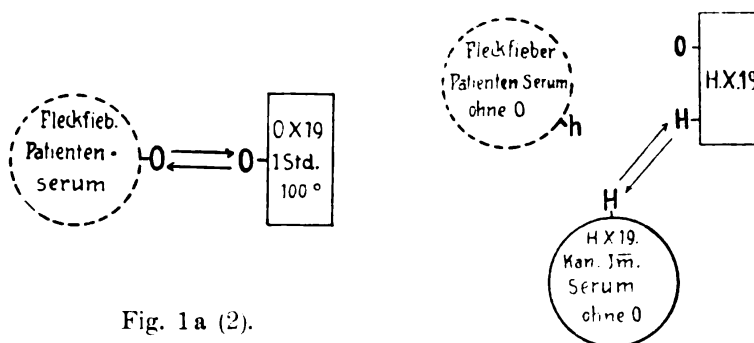 Fleckfieb.
Patienten-
serum
O
O
OX19
1 Std.
100°
Fig. 1a (2).
Fleckfieber
Patienten Serum
ohne O
h
O
H
H.X.19
H
H X 19.
Kan. Im.
Serum
ohne O